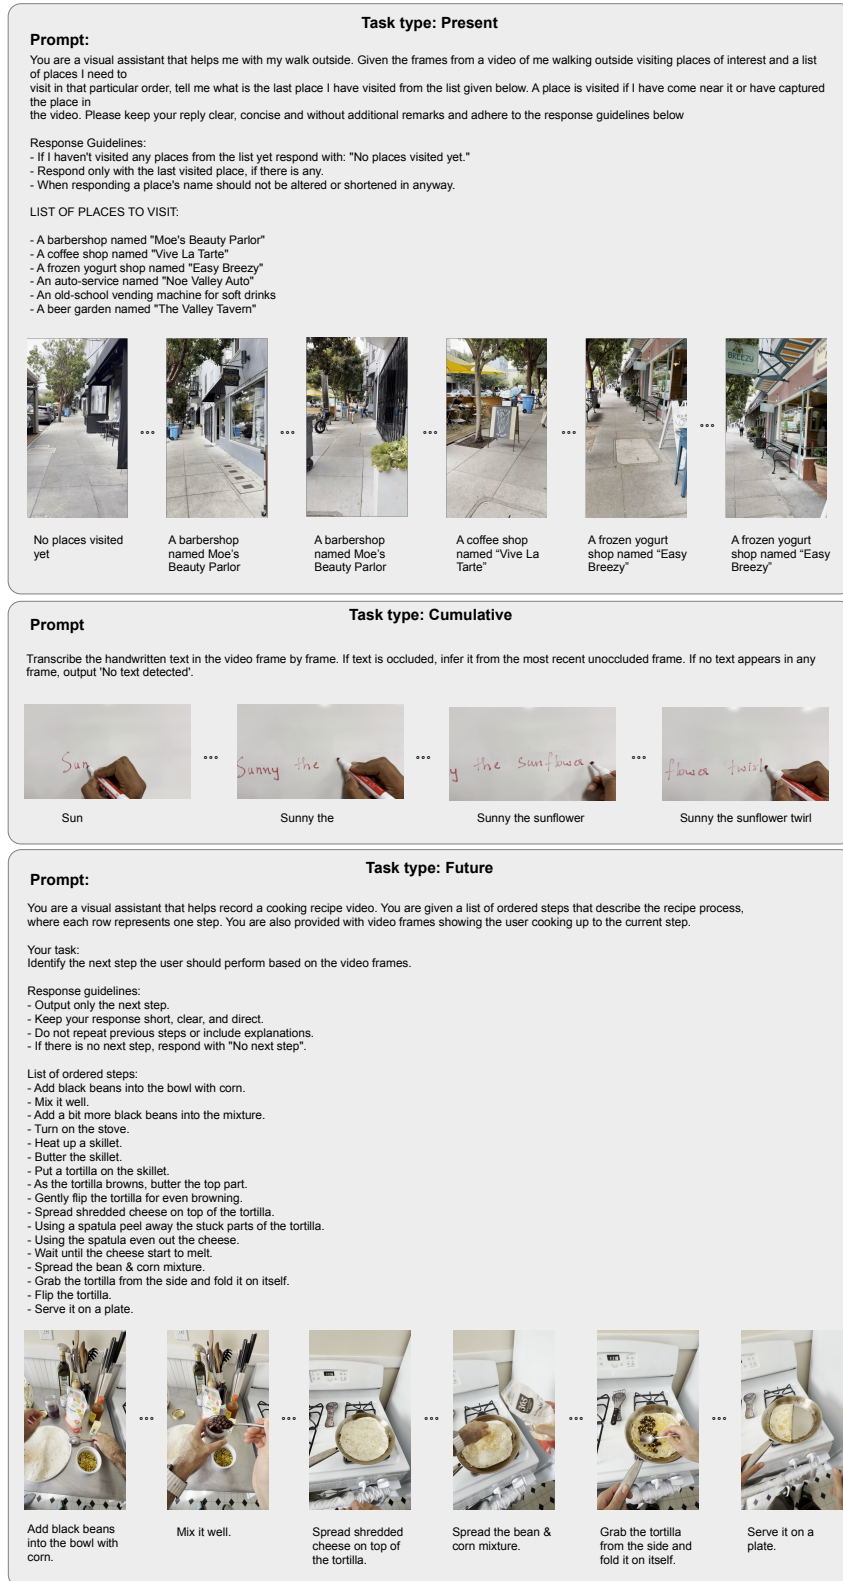 Task type: Present
Prompt:
You are a visual assistant that helps me with my walk outside. Given the frames from a video of me walking outside visiting places of interest and a list
of places I need to
visit in that particular order, tell me what is the last place I have visited from the list given below. A place is visited if I have come near it or have captured
the place in
the video. Please keep your reply clear, concise and without additional remarks and adhere to the response guidelines below
Response Guidelines:
- If I haven't visited any places from the list yet respond with: "No places visited yet."
- Respond only with the last visited place, if there is any.
- When responding a place's name should not be altered or shortened in anyway.
LIST OF PLACES TO VISIT:
- A barbershop named "Moe's Beauty Parlor"
- A coffee shop named "Vive La Tarte"
- A frozen yogurt shop named "Easy Breezy"
- An auto-service named "Noe Valley Auto"
- An old-school vending machine for soft drinks
- A beer garden named "The Valley Tavern"
BREEZY
No places visited
yet
A barbershop
named Moe's
Beauty Parlor
A barbershop
named Moe's
Beauty Parlor
A coffee shop
named “Vive La
Tarte”
A frozen yogurt
shop named “Easy
Breezy”
A frozen yogurt
shop named “Easy
Breezy”
Task type: Cumulative
Prompt
Transcribe the handwritten text in the video frame by frame. If text is occluded, infer it from the most recent unoccluded frame. If no text appears in any
frame, output 'No text detected'.
Sun
Sunny the
y the sunflowe
flower twirl
Sun
Sunny the
Sunny the sunflower
Sunny the sunflower twirl
Task type: Future
Prompt:
You are a visual assistant that helps record a cooking recipe video. You are given a list of ordered steps that describe the recipe process,
where each row represents one step. You are also provided with video frames showing the user cooking up to the current step.
Your task:
Identify the next step the user should perform based on the video frames.
Response guidelines:
- Output only the next step.
- Keep your response short, clear, and direct.
- Do not repeat previous steps or include explanations.
- If there is no next step, respond with "No next step".
List of ordered steps:
- Add black beans into the bowl with corn.
- Mix it well.
- Add a bit more black beans into the mixture.
- Turn on the stove.
- Heat up a skillet.
- Butter the skillet.
- Put a tortilla on the skillet.
- As the tortilla browns, butter the top part.
- Gently flip the tortilla for even browning.
- Spread shredded cheese on top of the tortilla.
- Using a spatula peel away the stuck parts of the tortilla.
- Using the spatula even out the cheese.
- Wait until the cheese start to melt.
- Spread the bean & corn mixture.
- Grab the tortilla from the side and fold it on itself.
- Flip the tortilla.
- Serve it on a plate.
Add black beans
into the bowl with
corn.
Mix it well.
Spread shredded
cheese on top of
the tortilla.
Spread the bean &
corn mixture.
Grab the tortilla
from the side and
fold it on itself.
Serve it on a
plate.